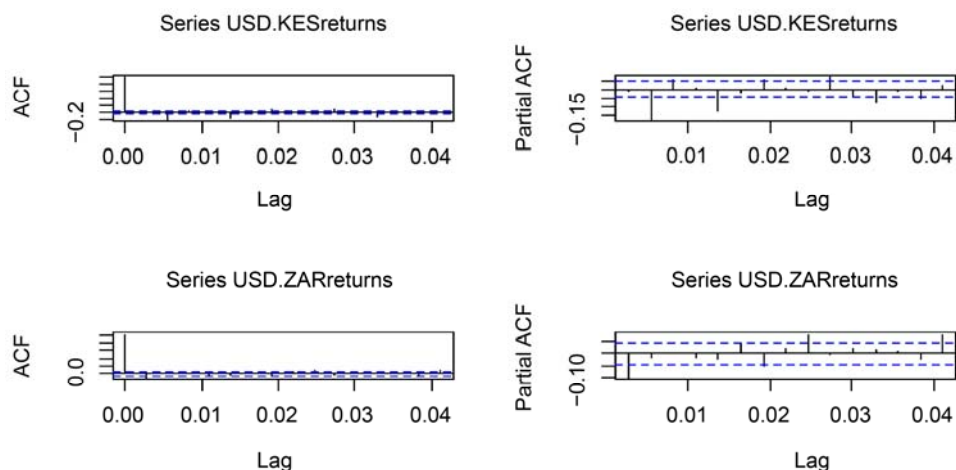 Series USD.KESreturns
ACF
-0.2
0.00 0.01 0.02 0.03 0.04
Lag
Series USD.KESreturns
Partial ACF
-0.15
0.01 0.02 0.03 0.04
Lag
Series USD.ZARreturns
ACF
0.0
0.00 0.01 0.02 0.03 0.04
Lag
Series USD.ZARreturns
Partial ACF
-0.10
0.01 0.02 0.03 0.04
Lag